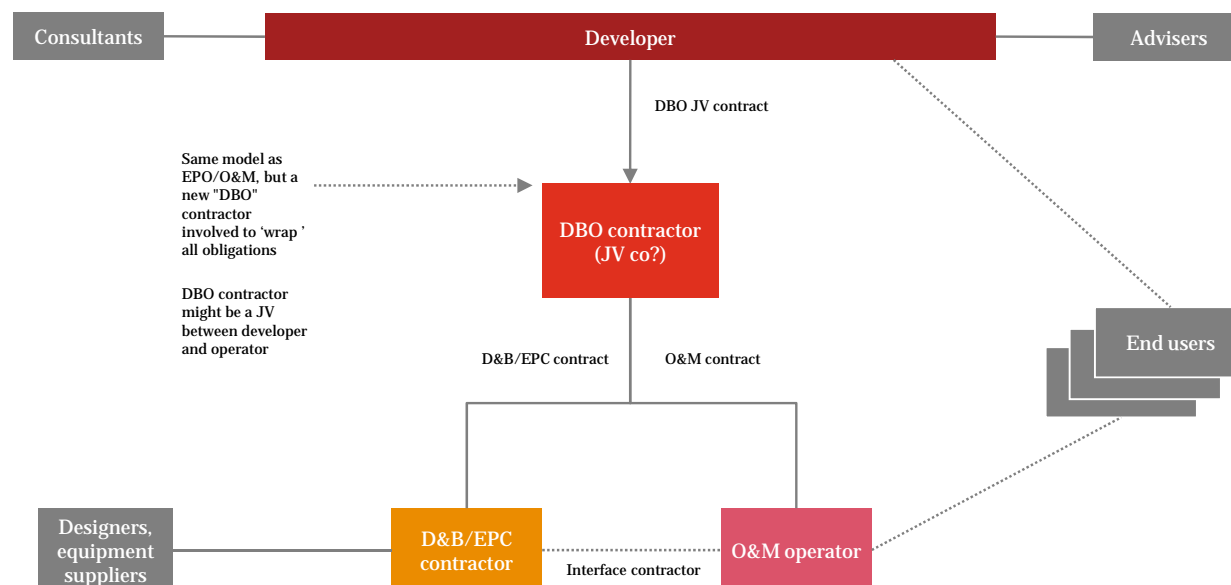 Consultants
Developer
Advisers
DBO JV contract
Same model as
EPO/O&M, but a
new "DBO"
contractor
involved to ‘wrap ’
all obligations
DBO contractor
might be a JV
between developer
and operator
DBO contractor
(JV co?)
D&B/EPC contract
O&M contract
End users
Designers,
equipment
suppliers
D&B/EPC
contractor
Interface contractor
O&M operator